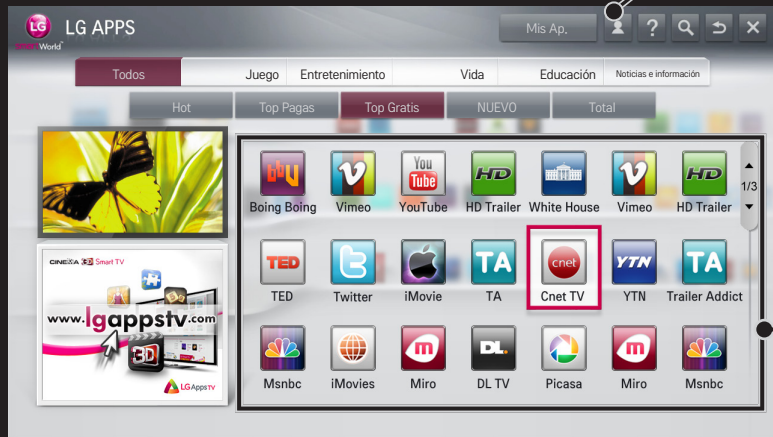 LG
smart
World
LG APPS
Mis Ap.
?
Todos Juego Entretenimiento Vida Educación Noticias e información
Hot Top Pagas Top Gratis NUEVO Total
bbU V You Tube HD V HD
1/3
Boing Boing Vimeo YouTube HD Trailer White House Vimeo HD Trailer
CINEMA 3D Smart TV
TED TA cnet YTN TA
TED Twitter iMovie TA Cnet TV YTN Trailer Addict
www.lgappstv.com
3D
LG Apps TV
m DL. m
Msnbc iMovies Miro DL TV Picasa Miro Msnbc